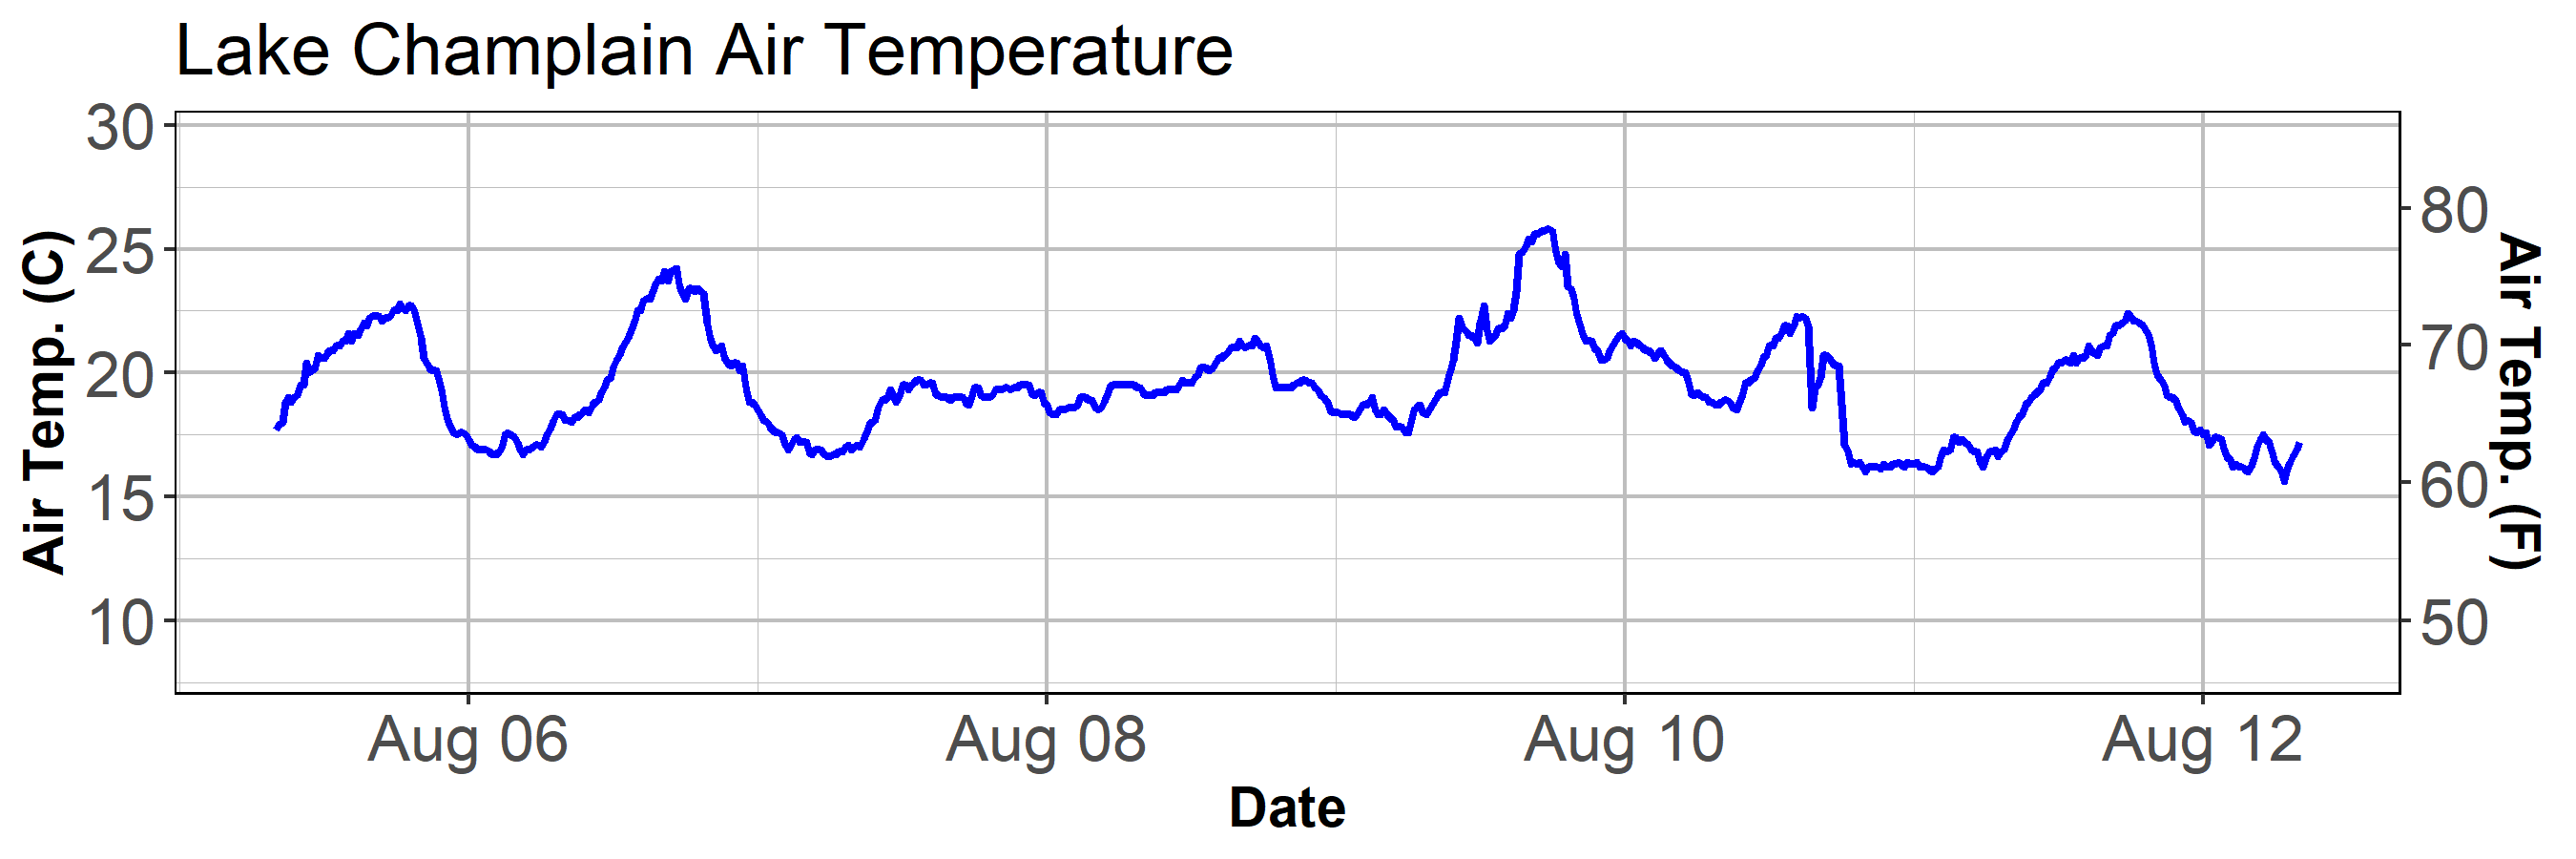 Lake Champlain Air Temperature
30
25
20
15
10
Air Temp. (C)
80
70
60
50
Air Temp. (F)
Aug 06
Aug 08
Aug 10
Aug 12
Date